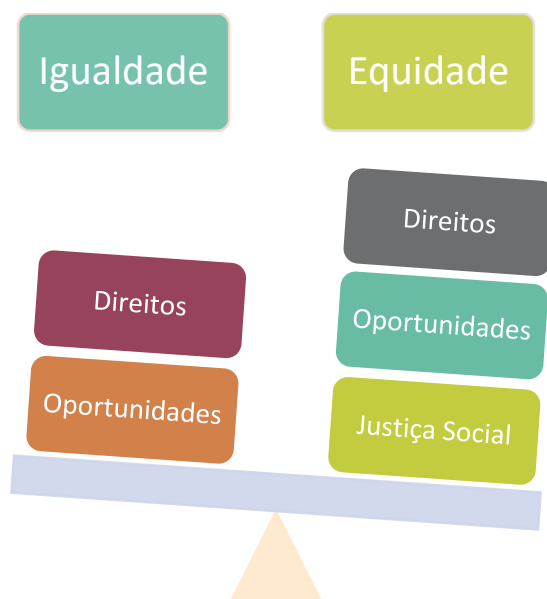 Igualdade
Equidade
Direitos
Oportunidades
Direitos
Oportunidades
Justiça Social